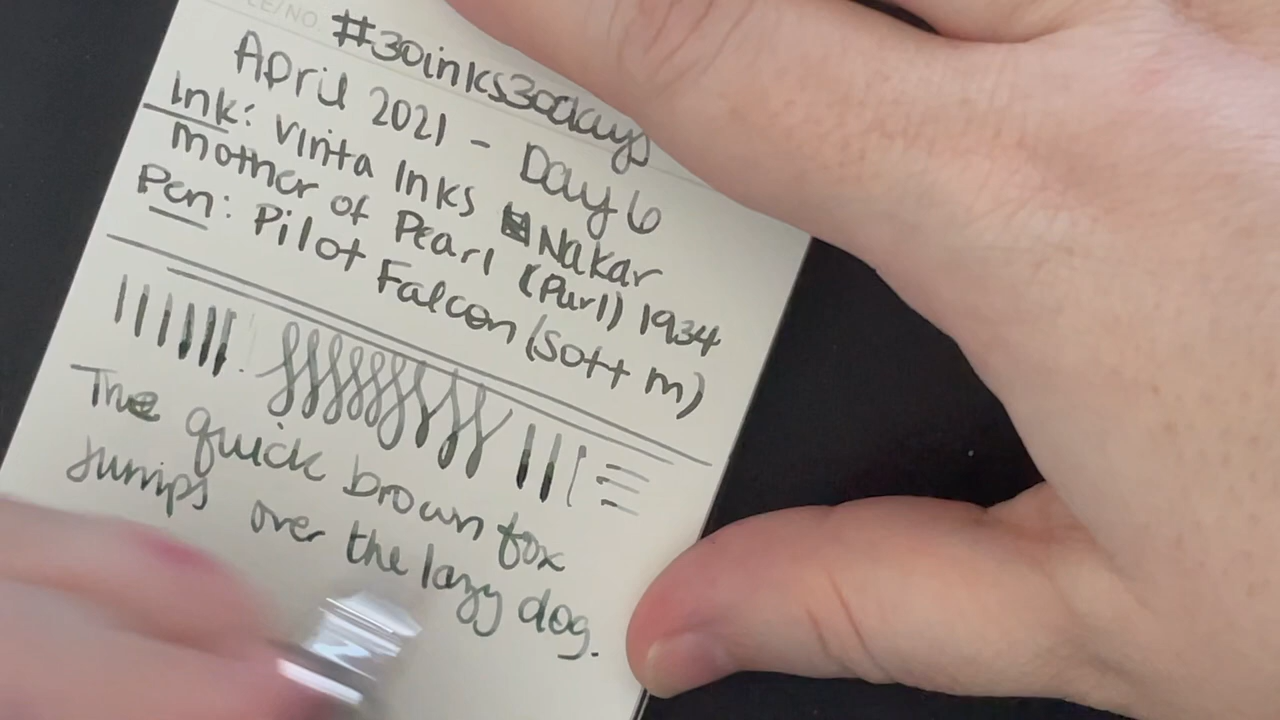 #30inks30days
April 2021 - Day 6
Ink: Vinta Inks Nakar
Mother of Pearl (Purl) 1934
Pen: Pilot Falcon (Soft m)
The quick brown fox
jumps over the lazy dog.